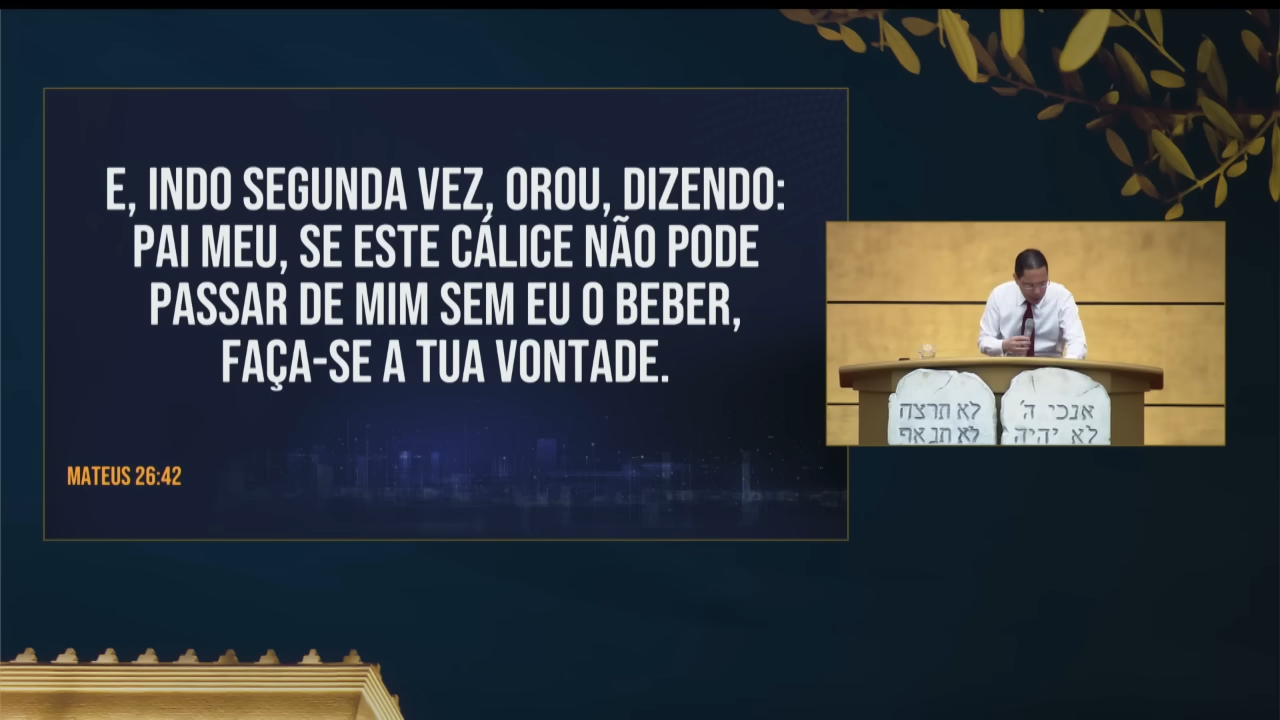 E, INDO SEGUNDA VEZ, OROU, DIZENDO:
PAI MEU, SE ESTE CÁLICE NÃO PODE
PASSAR DE MIM SEM EU O BEBER,
FAÇA-SE A TUA VONTADE.
MATEUS 26:42
אנכי ה'
לא יהיה
לא תרצח
לא תנאף